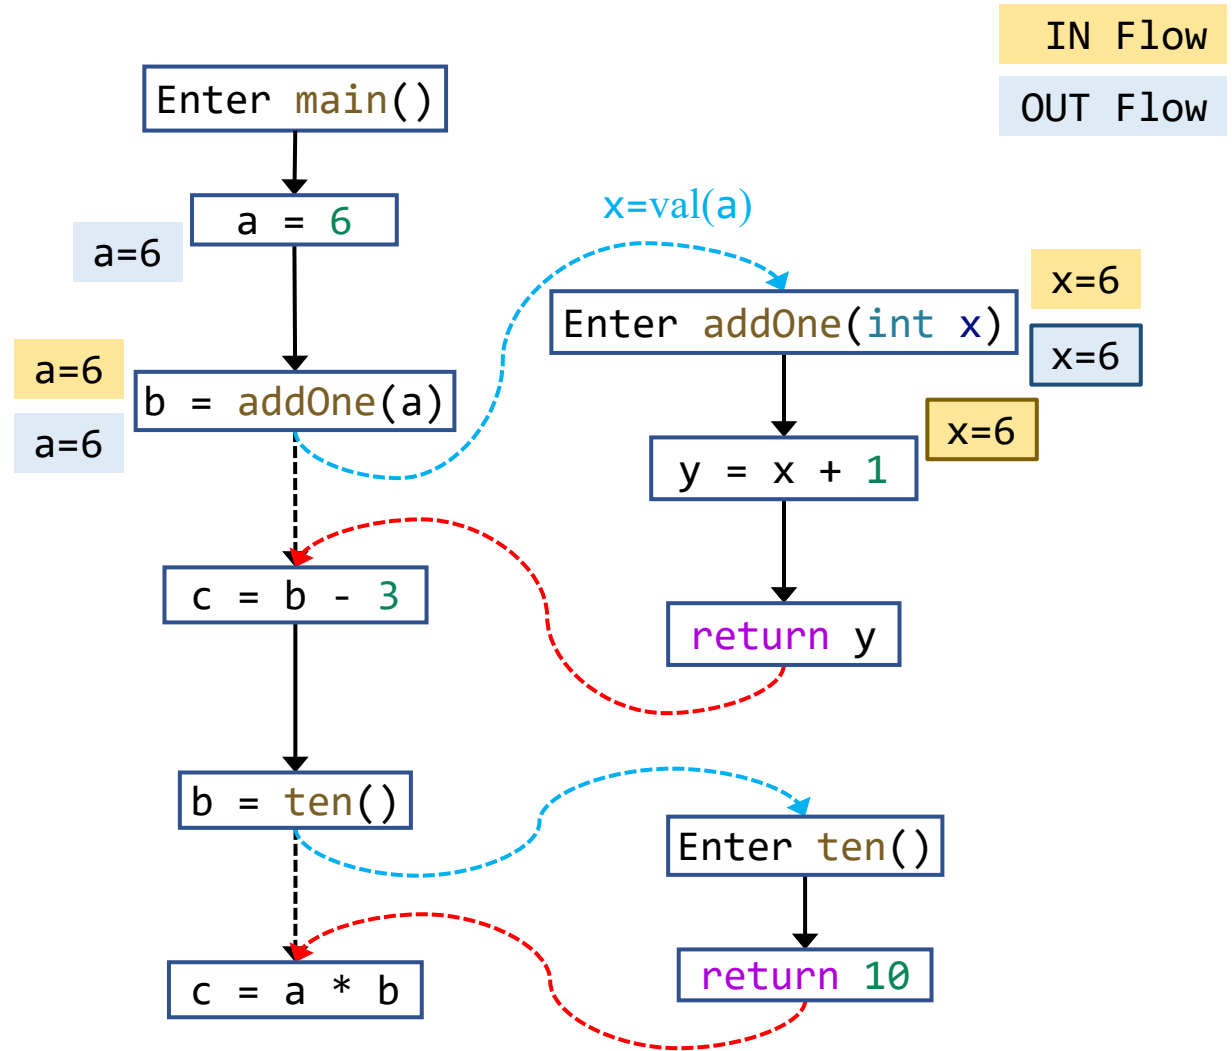 IN Flow
OUT Flow
Enter main()
a = 6
a=6
x=val(a)
Enter addOne(int x)
x=6
x=6
a=6
b = addOne(a)
a=6
x=6
y = x + 1
c = b - 3
return y
b = ten()
Enter ten()
c = a * b
return 10